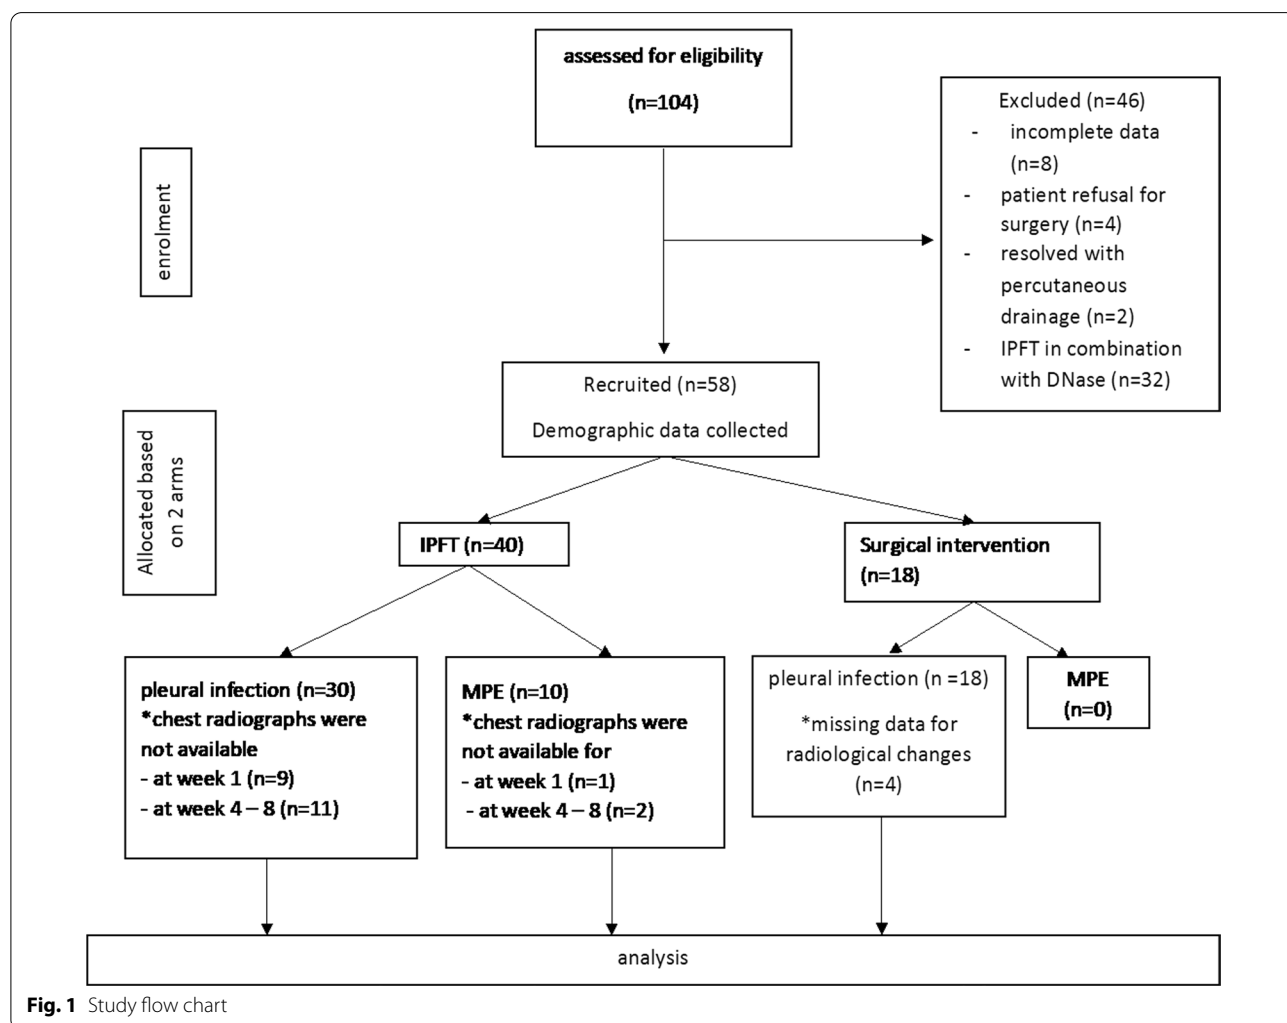 assessed for eligibility
(n=104)
Excluded (n=46)
- incomplete data
(n=8)
- patient refusal for
surgery (n=4)
- resolved with
percutaneous
drainage (n=2)
- IPFT in combination
with DNase (n=32)
enrolment
Recruited (n=58)
Demographic data collected
Allocated based
on 2 arms
IPFT (n=40)
Surgical intervention
(n=18)
pleural infection (n=30)
*chest radiographs were
not available
- at week 1 (n=9)
- at week 4 – 8 (n=11)
MPE (n=10)
*chest radiographs were
not available for
- at week 1 (n=1)
- at week 4 – 8 (n=2)
pleural infection (n =18)
*missing data for
radiological changes
(n=4)
MPE
(n=0)
analysis
Fig. 1 Study flow chart